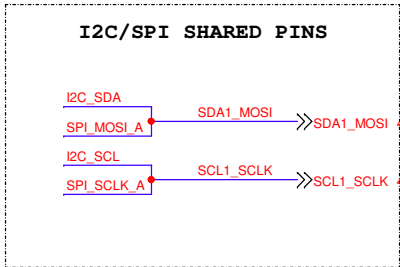 I2C/SPI SHARED PINS
I2C_SDA
SDA1_MOSI
SDA1_MOSI
SPI_MOSI_A
I2C_SCL
SCL1_SCLK
SCL1_SCLK
SPI_SCLK_A